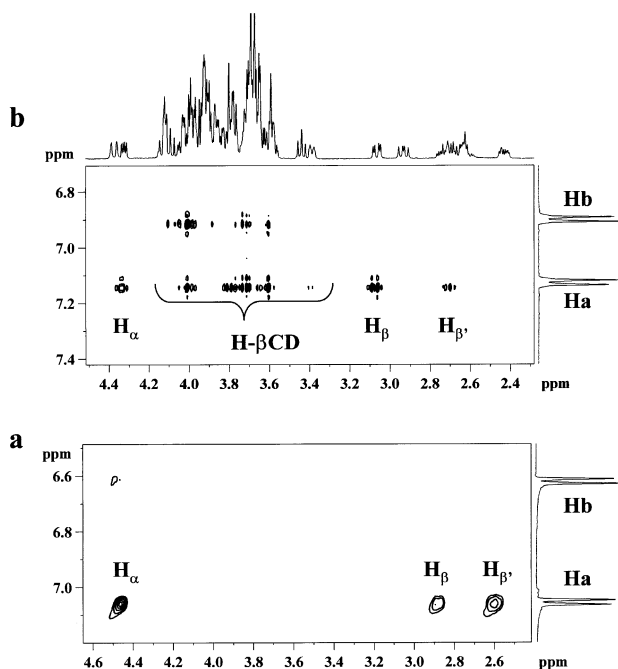 b
ppm
Hb
6.8
7.0
Ha
7.2
Hα
H-βCD
Hβ
Hβ'
7.4
4.4 4.2 4.0 3.8 3.6 3.4 3.2 3.0 2.8 2.6 2.4 ppm
a
ppm
6.6
Hb
6.8
Hα
Hβ
Hβ'
Ha
7.0
4.6 4.4 4.2 4.0 3.8 3.6 3.4 3.2 3.0 2.8 2.6 ppm